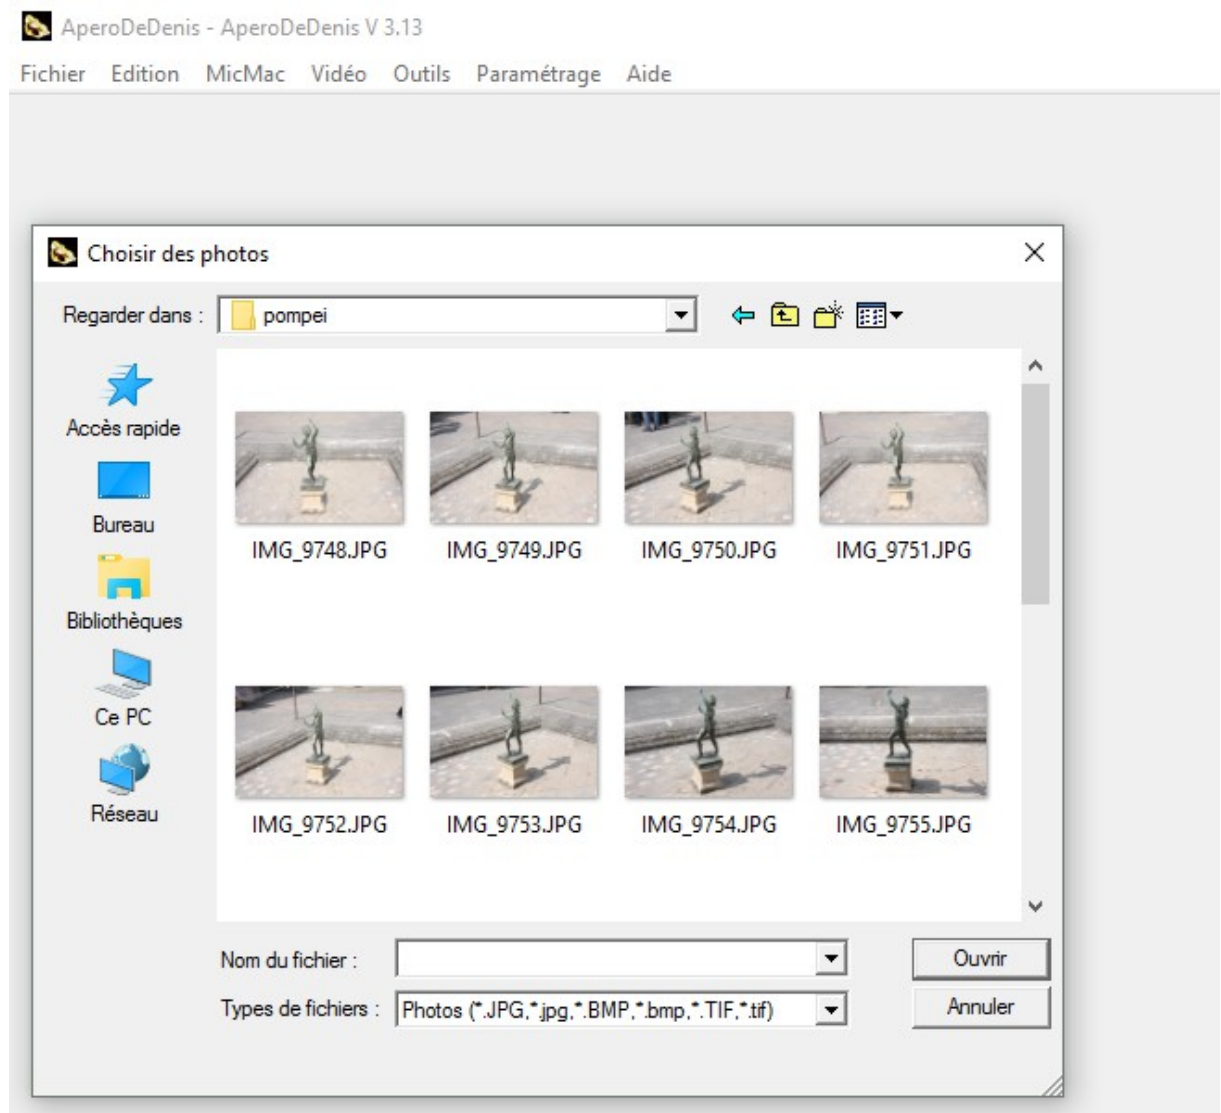 AperoDeDenis - AperoDeDenis V 3.13
Fichier Edition MicMac Vidéo Outils Paramétrage Aide
Choisir des photos
Regarder dans : pompei
Accès rapide
Bureau
Bibliothèques
Ce PC
Réseau
IMG_9748.JPG IMG_9749.JPG IMG_9750.JPG IMG_9751.JPG
IMG_9752.JPG IMG_9753.JPG IMG_9754.JPG IMG_9755.JPG
Nom du fichier : Ouvrir
Types de fichiers : Photos (*.JPG,*.jpg,*.BMP,*.bmp,*.TIF,*.tif) Annuler